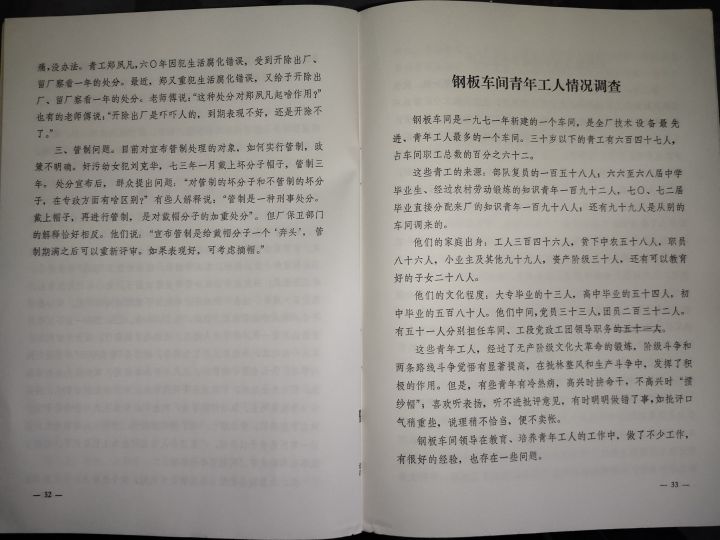 痛，没办法。青工郑凤凡，六〇年因犯生活腐化错误，受到开除出厂、
留厂察看一年的处分。最近，郑又重犯生活腐化错误，又给于开除出
厂、留厂察看一年的处分。老师傅说：“这种处分对郑凤凡起啥作用？”
也有的老师傅说：“开除出厂是吓吓人的，到期表现不好，还是开除不
了。”
三、管制问题。目前对宣布管制处理的对象，如何实行管制，政
策不明确。奸污幼女犯刘克华，七三年一月戴上坏分子帽子，管制三
年，处分宣布后，群众提出问题：“对管制的坏分子和不管制的坏分
子，在专政方面有啥区别？”有些人解释说：“管制是一种刑事处分。
戴上帽子，再进行管制，是对戴帽分子的加重处分”。但厂保卫部门
的解释恰好相反。他们说：“宣布管制是给戴帽子分子一个‘奔头’，管
制期满之后可以重新评审。如果表现好，可考虑摘帽。”
— 32 —
钢板车间青年工人情况调查
钢板车间是一九七一年新建的一个车间，是全厂技术设备最先
进、青年工人最多的一个车间。三十岁以下的青工有六百四十七人，
占车间职工总数的百分之六十二。
这些青工的来源：部队复员的一百五十八人；六六至六八届中学
毕业生、经过农村劳动锻炼的知识青年一百九十二人，七〇、七二届
毕业直接分配来厂的知识青年一百九十八人；还有九十九人是从别的
车间调来的。
他们的家庭出身：工人三百四十六人，贫下中农五十八人，职员
八十六人，小业主及其他九十九人，资产阶级三十人，还有可以教育
好的子女二十八人。
他们的文化程度：大专毕业的十三人，高中毕业的五十四人，初
中毕业的五百八十人。他们中间，党员三十三人，团员二百三十二人。
有五十一人分别担任车间、工段党政工团领导职务的五十一人。
这些青年工人，经过了无产阶级文化大革命的锻炼，阶级斗争和
两条路线斗争觉悟有显著提高，在批林整风和生产斗争中，发挥了积
极的作用。但是，有些青年有冷热病，高兴时拚命干，不高兴时“掼
纱帽”；喜欢听表扬，听不进批评意见，有时明明做错了事，如批评口
气稍重些，说理稍不恰当，便不卖帐。
钢板车间领导在教育、培养青年工人的工作中，做了不少工作，
有很好的经验，也存在一些问题。
— 33 —